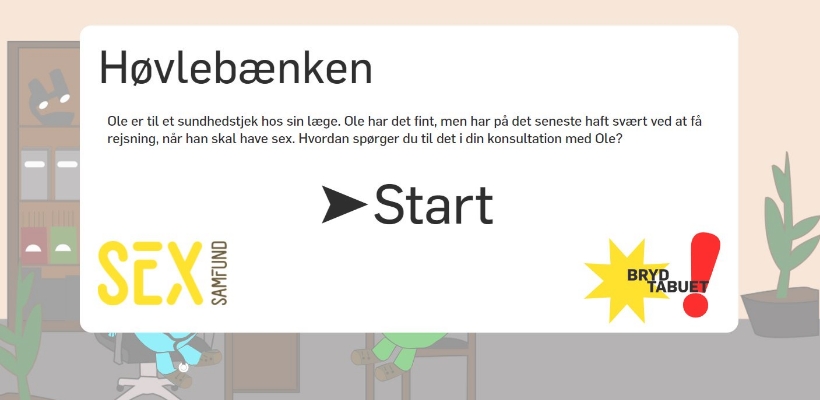 Høvlebænken
Ole er til et sundhedstjek hos sin læge. Ole har det fint, men har på det seneste haft svært ved at få
rejsning, når han skal have sex. Hvordan spørger du til det i din konsultation med Ole?
Start
SEX
SAMFUND
BRYD
TABUET